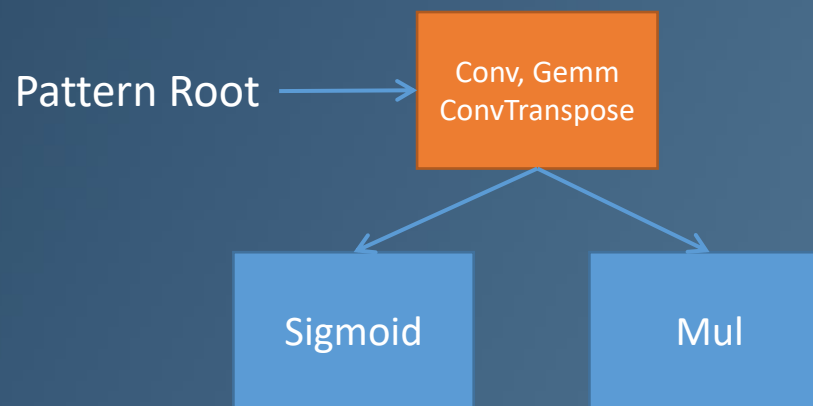 Pattern Root
Conv, Gemm
ConvTranspose
Sigmoid
Mul